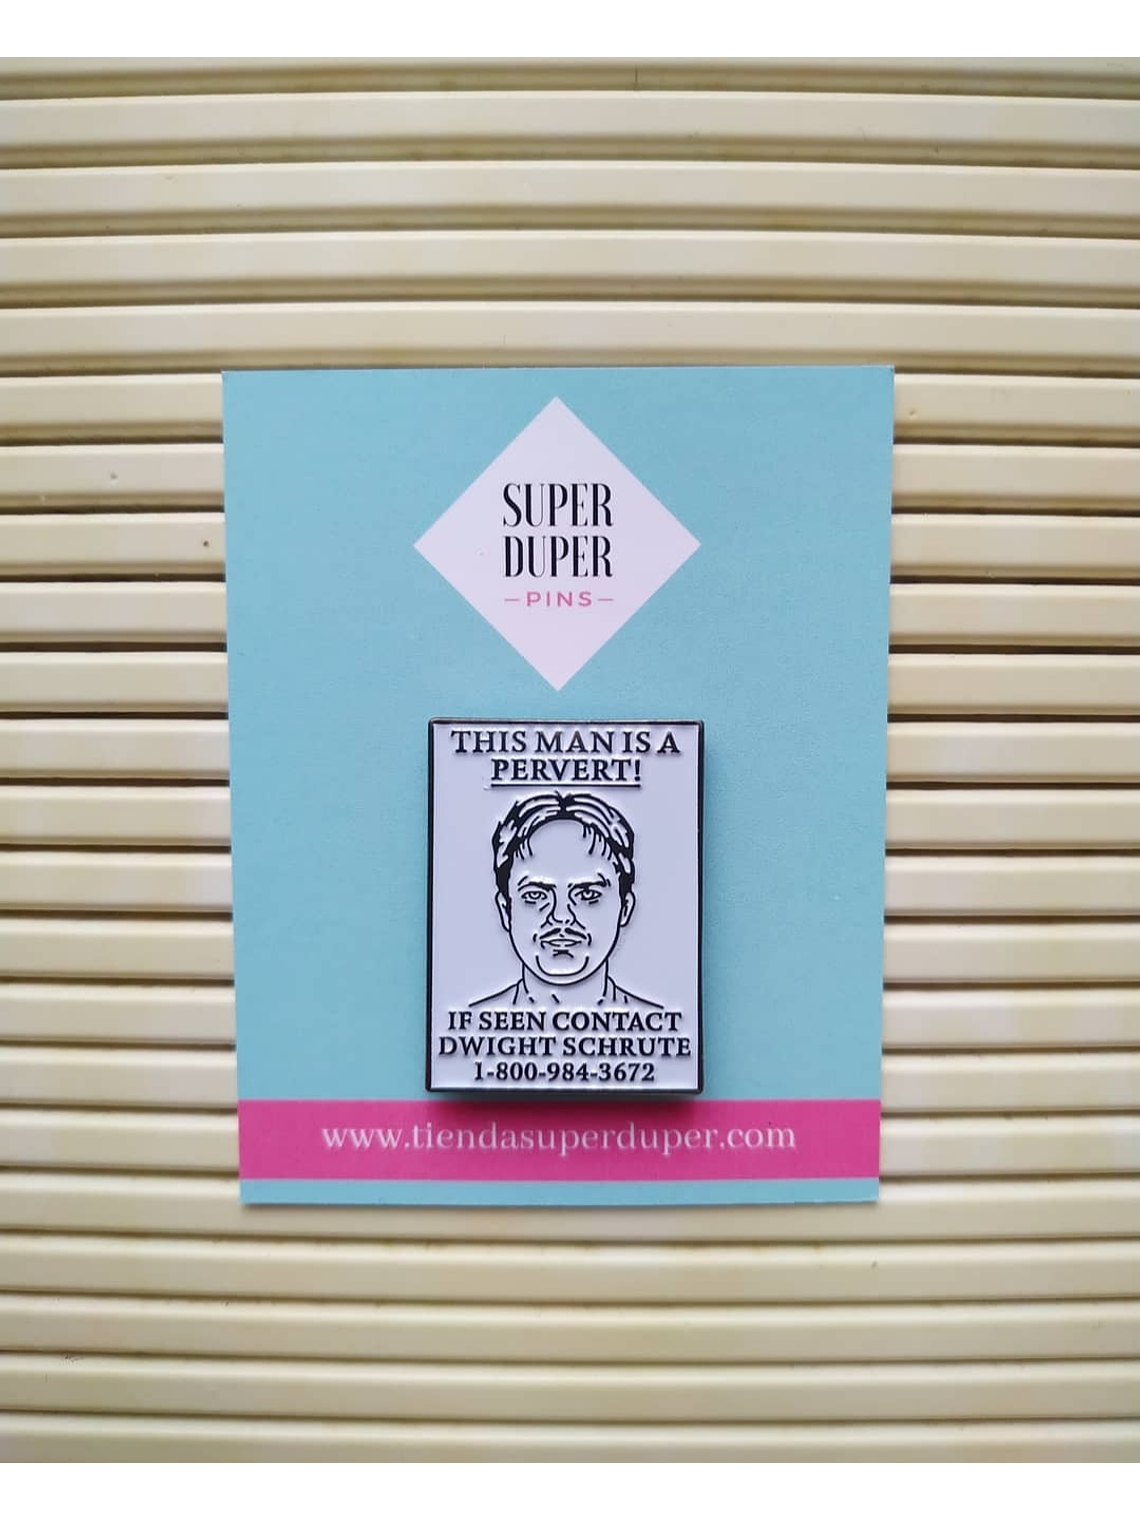 SUPER
DUPER
–PINS–
THIS MAN IS A
PERVERT!
IF SEEN CONTACT
DWIGHT SCHRUTE
1-800-984-3672
www.tiendasuperduper.com